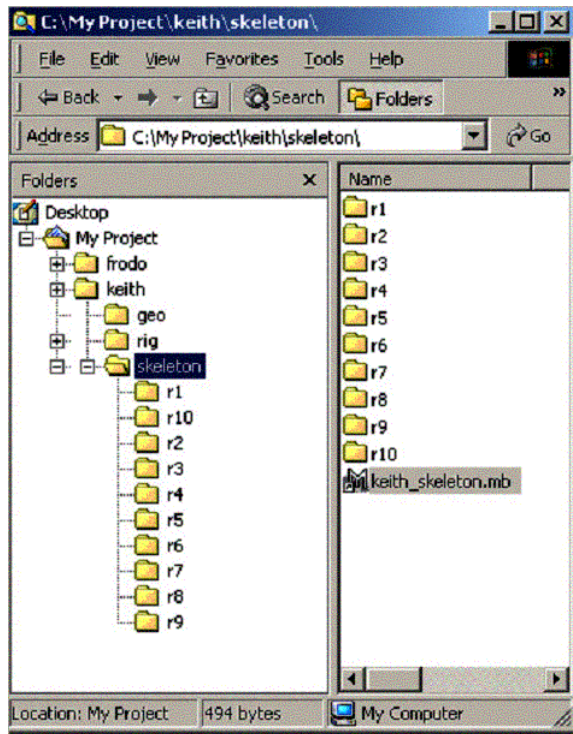 C:\My Project\keith\skeleton\
File Edit View Favorites Tools Help
Back Search Folders »
Address C:\My Project\keith\skeleton\ Go
Folders x
Desktop
My Project
frodo
keith
geo
rig
skeleton
r1
r10
r2
r3
r4
r5
r6
r7
r8
r9
Name
r1
r2
r3
r4
r5
r6
r7
r8
r9
r10
keith_skeleton.mb
Location: My Project 494 bytes My Computer